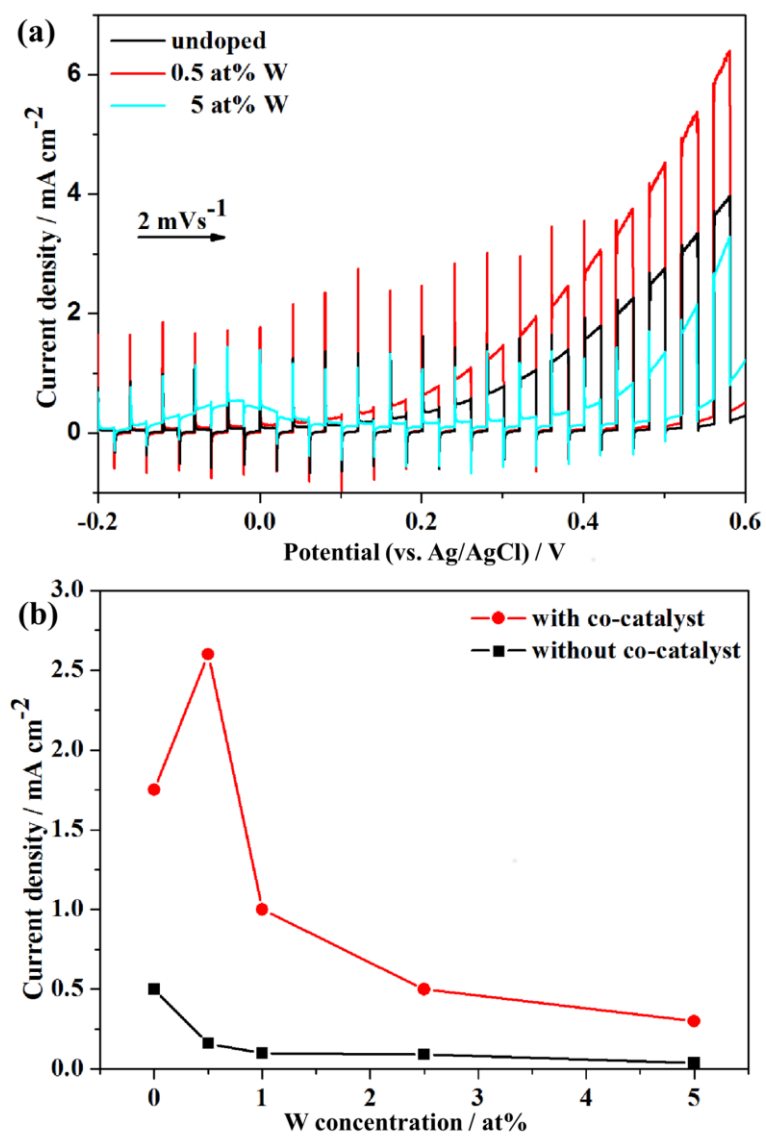 (a)
undoped
0.5 at% W
5 at% W
2 mVs⁻¹
Current density / mA cm⁻²
6
4
2
0
-0.2 0.0 0.2 0.4 0.6
Potential (vs. Ag/AgCl) / V
(b)
with co-catalyst
without co-catalyst
Current density / mA cm⁻²
3.0
2.5
2.0
1.5
1.0
0.5
0.0
0 1 2 3 4 5
W concentration / at%